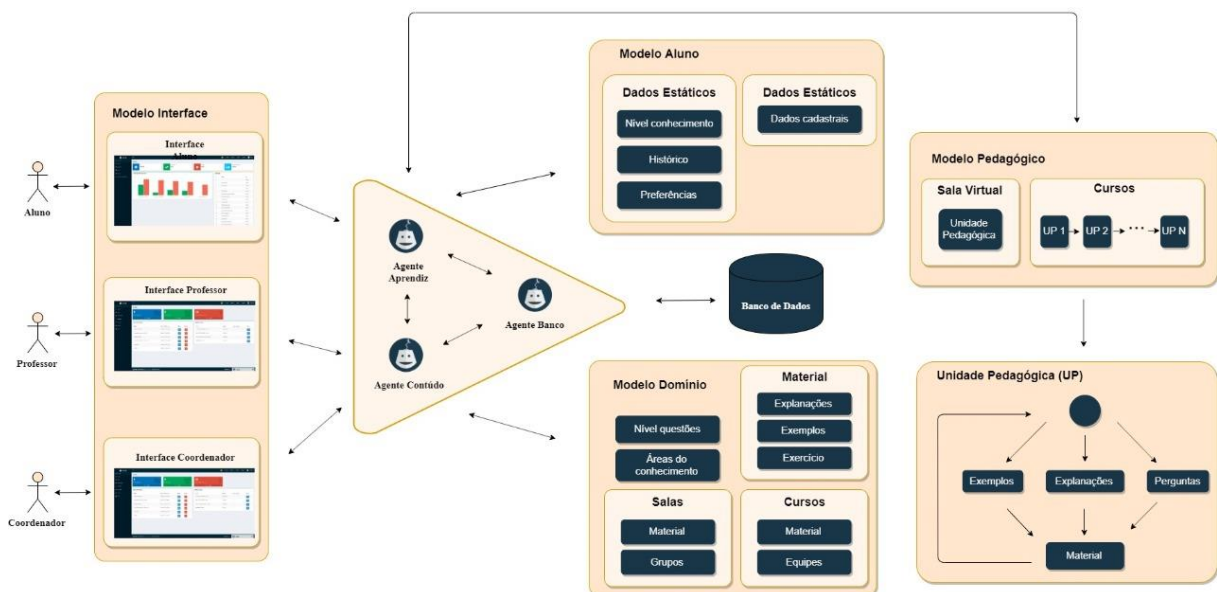 Modelo Interface
Interface
Aluno
Aluno
Interface Professor
Professor
Interface Coordenador
Coordenador
Agente
Aprendiz
Agente Banco
Agente Contúdo
Modelo Aluno
Dados Estáticos
Nível conhecimento
Histórico
Preferências
Dados Estáticos
Dados cadastrais
Banco de Dados
Modelo Domínio
Nível questões
Áreas do
conhecimento
Material
Explanações
Exemplos
Exercício
Salas
Material
Grupos
Cursos
Material
Equipes
Modelo Pedagógico
Sala Virtual
Unidade
Pedagógica
Cursos
UP 1
UP 2
...
UP N
Unidade Pedagógica (UP)
Exemplos
Explanações
Perguntas
Material